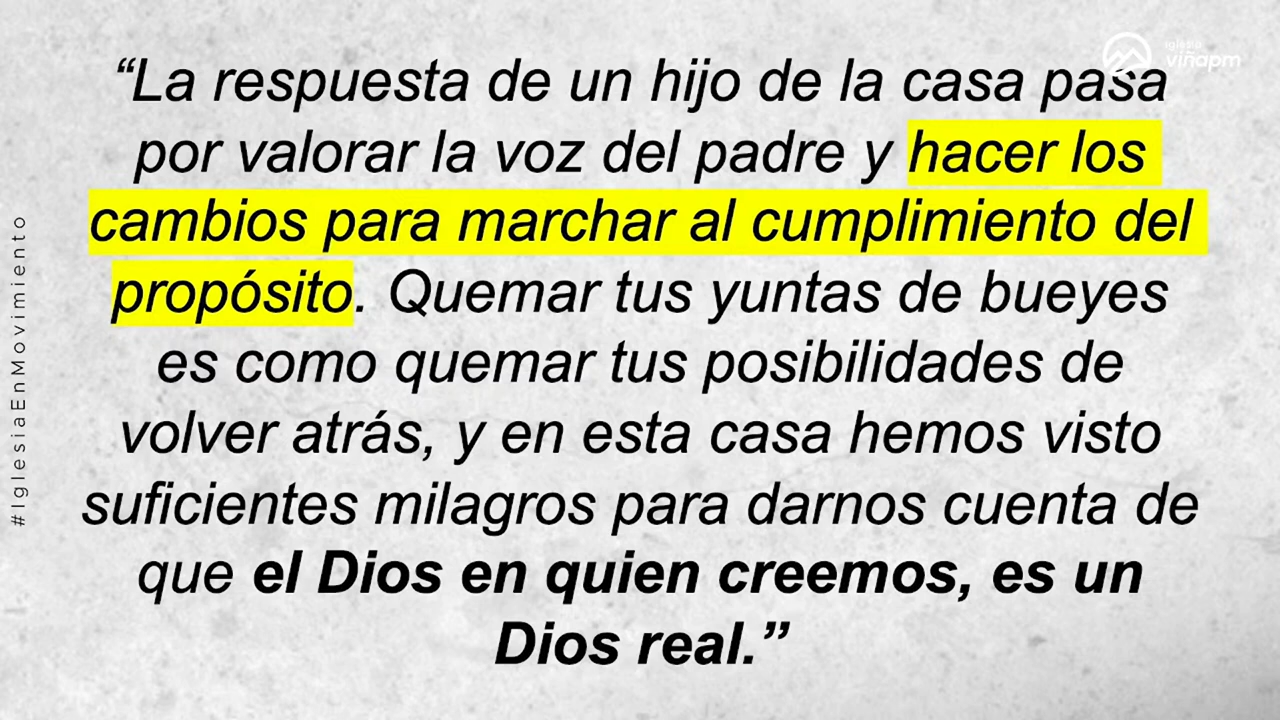 iglesia
viñapm
“La respuesta de un hijo de la casa pasa
por valorar la voz del padre y hacer los
cambios para marchar al cumplimiento del
propósito. Quemar tus yuntas de bueyes
es como quemar tus posibilidades de
volver atrás, y en esta casa hemos visto
suficientes milagros para darnos cuenta de
que el Dios en quien creemos, es un
Dios real.”
#IglesiaEnMovimiento